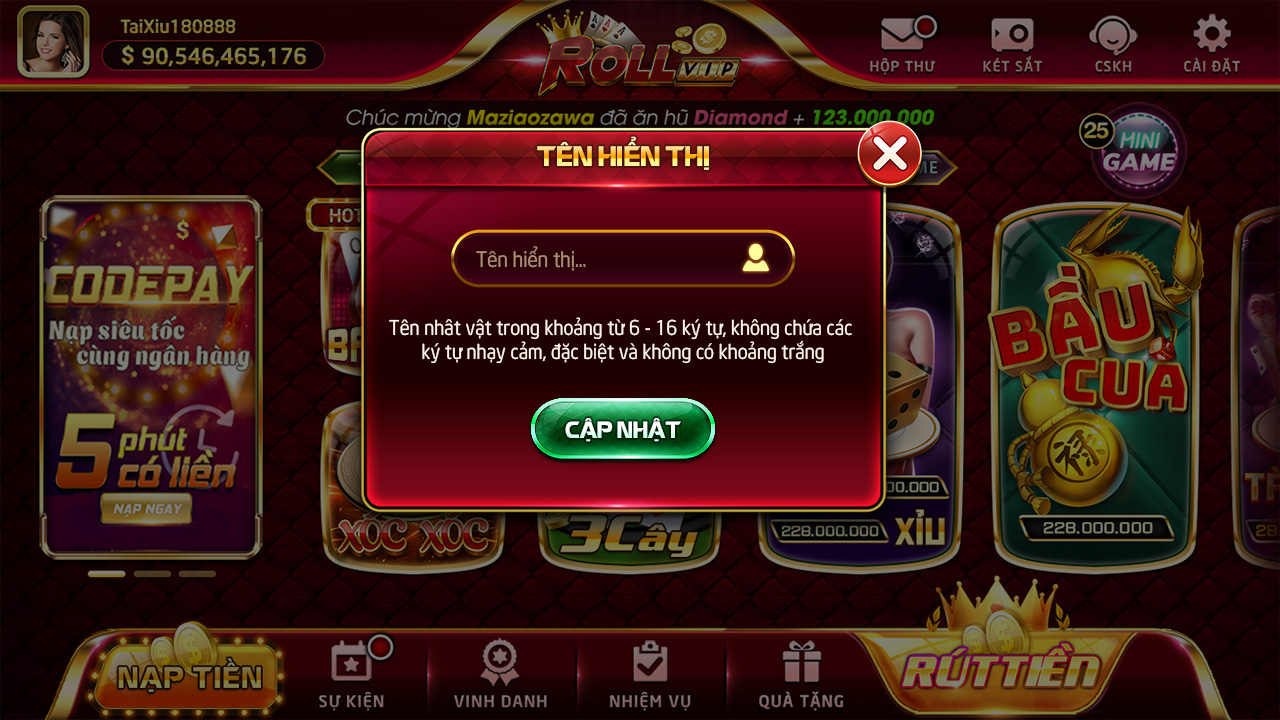 TaiXiu180888
$ 90,546,465,176
ROLL VIP
HỘP THƯ
KÉT SẮT
CSKH
CÀI ĐẶT
Chúc mừng Maziaozawa đã ăn hũ Diamond + 123.000.000
25
MINI
GAME
TÊN HIỂN THỊ
Tên hiển thị...
Tên nhât vật trong khoảng từ 6 - 16 ký tự, không chứa các
ký tự nhạy cảm, đặc biệt và không có khoảng trắng
CẬP NHẬT
CODEPAY
Nạp siêu tốc
cùng ngân hàng
5 phút
có liền
NẠP NGAY
HOT
XÓC XÓC
3Cây
228.000.000
XỈU
BẦU
CUA
禄
228.000.000
NẠP TIỀN
SỰ KIỆN
VINH DANH
NHIỆM VỤ
QUÀ TẶNG
RÚT TIỀN